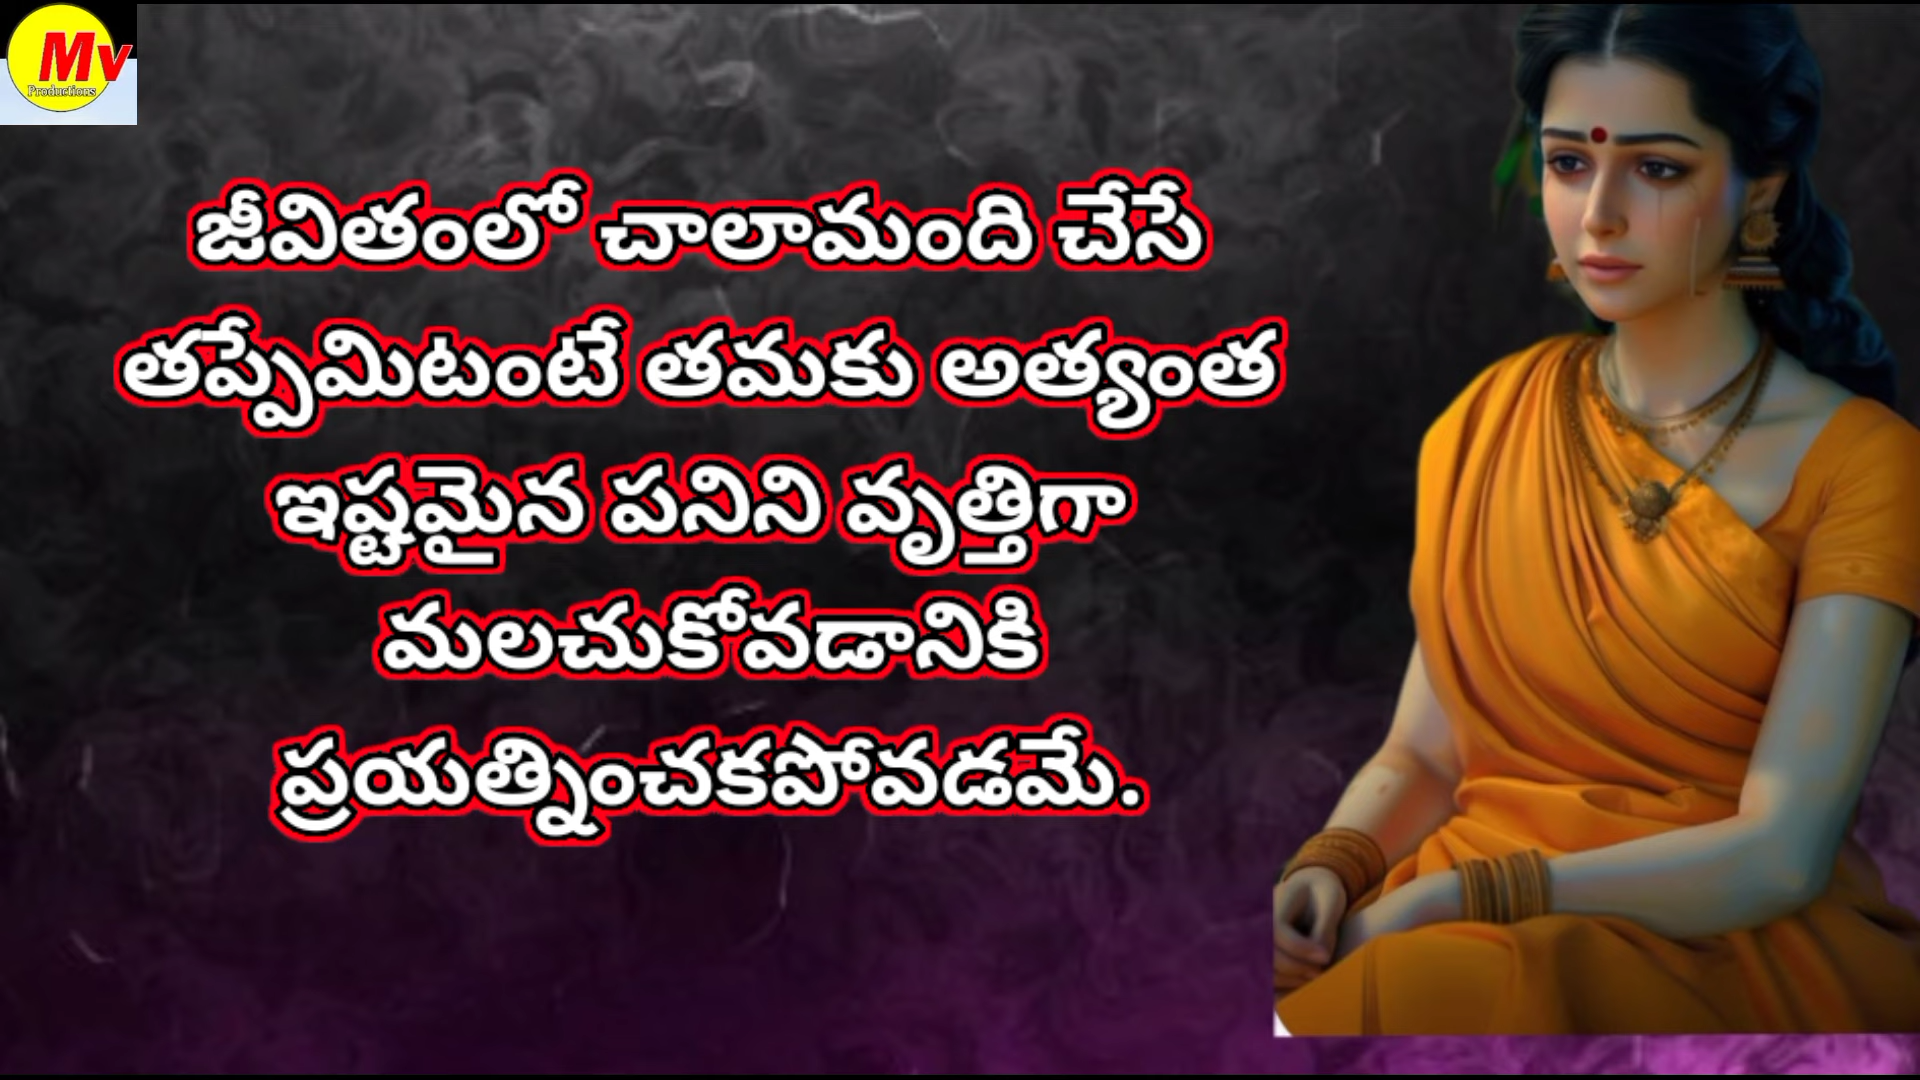 Mv
Productions
జీవితంలో చాలామంది చేసే
తప్పేమిటంటే తమకు అత్యంత
ఇష్టమైన పనిని వృత్తిగా
మలచుకోవడానికి
ప్రయత్నించకపోవడమే.